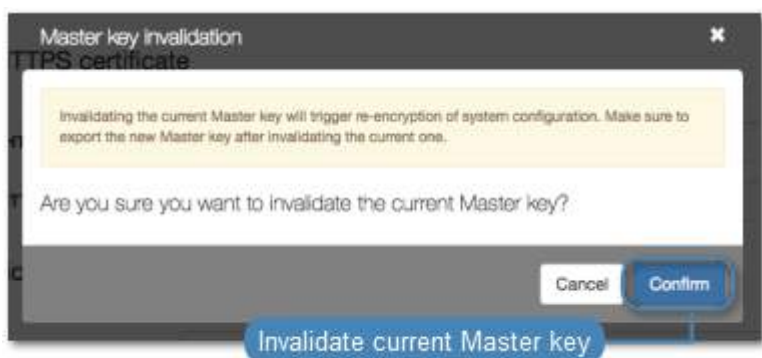 Master key invalidation
TTPS certificate
Invalidating the current Master key will trigger re-encryption of system configuration. Make sure to
export the new Master key after invalidating the current one.
Are you sure you want to invalidate the current Master key?
Cancel Confirm
Invalidate current Master key